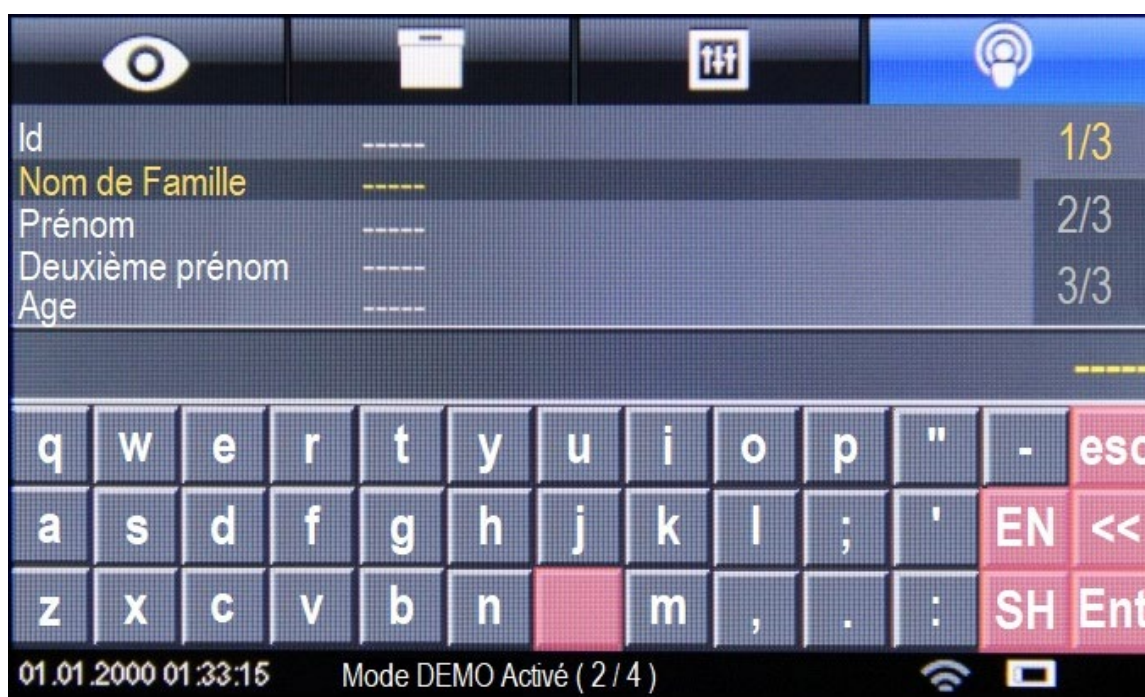 Id -----
1/3
Nom de Famille -----
Prénom -----
2/3
Deuxième prénom -----
Age -----
3/3
-----
q w e r t y u i o p " - esc
a s d f g h j k l ; ' EN <<
z x c v b n m , . : SH Ent
01.01.2000 01:33:15 Mode DEMO Activé ( 2 / 4 )